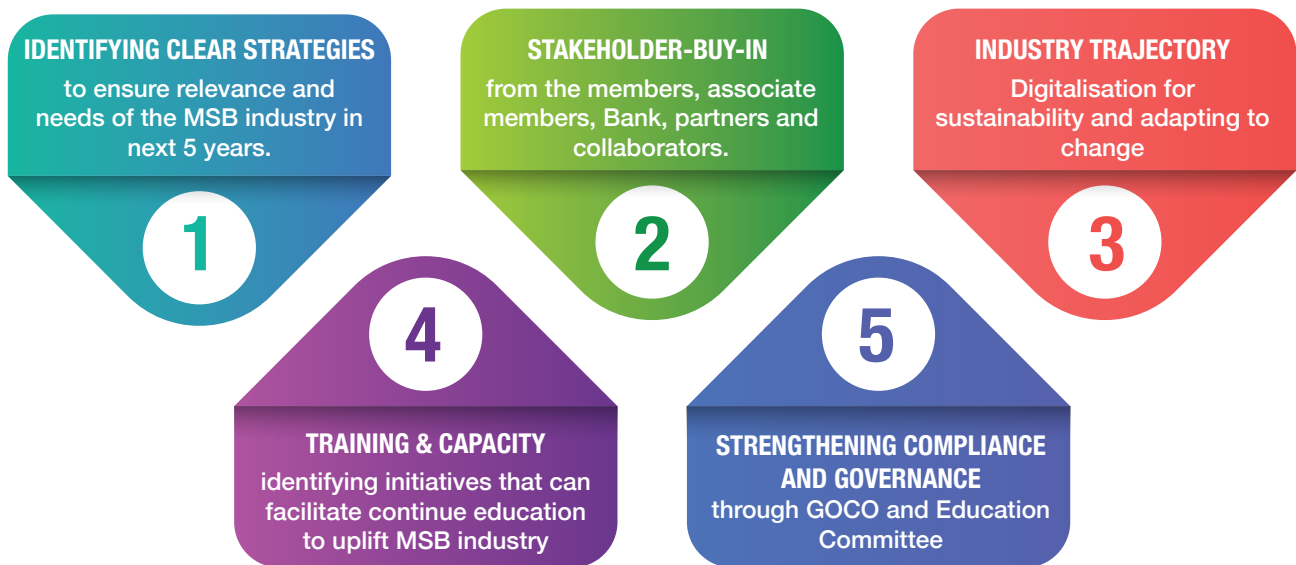 IDENTIFYING CLEAR STRATEGIES
to ensure relevance and
needs of the MSB industry in
next 5 years.
1
STAKEHOLDER-BUY-IN
from the members, associate
members, Bank, partners and
collaborators.
2
INDUSTRY TRAJECTORY
Digitalisation for
sustainability and adapting to
change
3
4
TRAINING & CAPACITY
identifying initiatives that can
facilitate continue education
to uplift MSB industry
5
STRENGTHENING COMPLIANCE
AND GOVERNANCE
through GOCO and Education
Committee